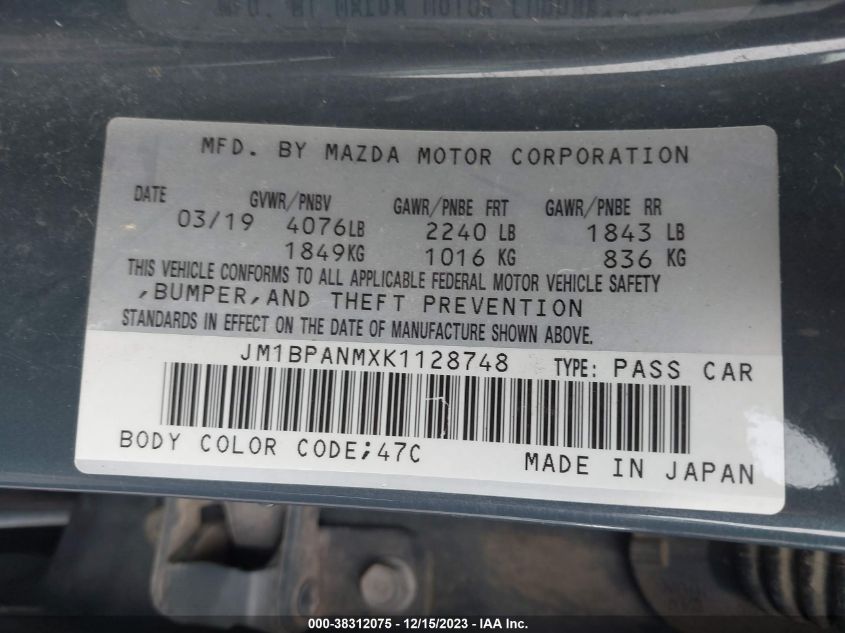 MFD. BY MAZDA MOTOR CORPORATION
DATE GVWR/PNBV GAWR/PNBE FRT GAWR/PNBE RR
03/19 4076LB 2240 LB 1843 LB
1849KG 1016 KG 836 KG
THIS VEHICLE CONFORMS TO ALL APPLICABLE FEDERAL MOTOR VEHICLE SAFETY
,BUMPER,AND THEFT PREVENTION
STANDARDS IN EFFECT ON THE DATE OF MANUFACTURE SHOWN ABOVE.
JM1BPANMXK1128748 TYPE: PASS CAR
BODY COLOR CODE;47C
MADE IN JAPAN
000-38312075 - 12/15/2023 - IAA Inc.